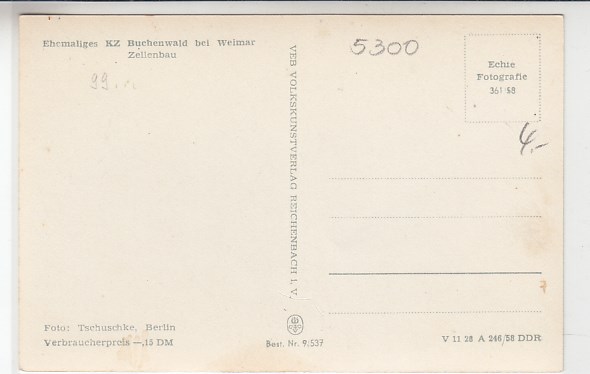 Ehemaliges KZ Buchenwald bei Weimar
Zellenbau
99.
5300
Echte
Fotografie
361/58
4.-
VEB VOLKSKUNSTVERLAG REICHENBACH I. V.
Foto: Tschuschke, Berlin
Verbraucherpreis —,15 DM
Best. Nr. 9/537
V 11 28 A 246/58 DDR